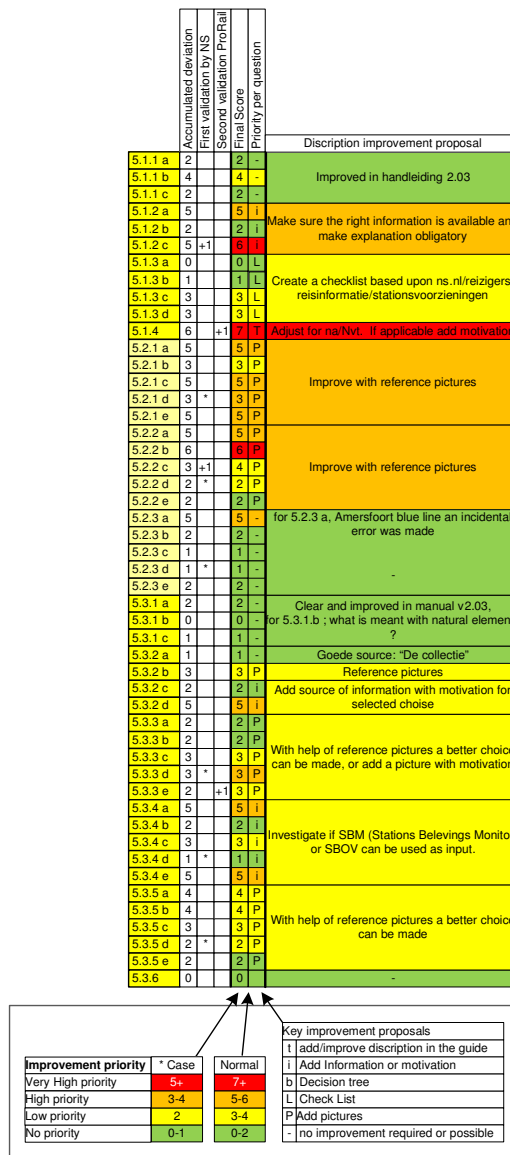 Accumulated deviation
First validation by NS
Second validation ProRail
Final Score
Priority per question
Discription improvement proposal
5.1.1 a 2 2 -
5.1.1 b 4 4 -
Improved in handleiding 2.03
5.1.1 c 2 2 -
5.1.2 a 5 5 i
Make sure the right information is available an
5.1.2 b 2 2 i
make explanation obligatory
5.1.2 c 5 +1 6 i
5.1.3 a 0 0 L
5.1.3 b 1 1 L
Create a checklist based upon ns.nl/reizigers
5.1.3 c 3 3 L
reisinformatie/stationsvoorzieningen
5.1.3 d 3 3 L
5.1.4 6 +1 7 T Adjust for na/Nvt. If applicable add motivation
5.2.1 a 5 5 P
5.2.1 b 3 3 P
5.2.1 c 5 5 P Improve with reference pictures
5.2.1 d 3 * 3 P
5.2.1 e 5 5 P
5.2.2 a 5 5 P
5.2.2 b 6 6 P
5.2.2 c 3 +1 4 P Improve with reference pictures
5.2.2 d 2 * 2 P
5.2.2 e 2 2 P
5.2.3 a 5 5 - for 5.2.3 a, Amersfoort blue line an incidental
error was made
5.2.3 b 2 2 -
5.2.3 c 1 1 -
5.2.3 d 1 * 1 - -
5.2.3 e 2 2 -
5.3.1 a 2 2 - Clear and improved in manual v2.03,
5.3.1 b 0 0 - for 5.3.1.b ; what is meant with natural element
5.3.1 c 1 1 - ?
5.3.2 a 1 1 - Goede source: “De collectie”
5.3.2 b 3 3 P Reference pictures
5.3.2 c 2 2 i Add source of information with motivation for
5.3.2 d 5 5 i selected choise
5.3.3 a 2 2 P
5.3.3 b 2 2 P
With help of reference pictures a better choice
5.3.3 c 3 3 P
can be made, or add a picture with motivation
5.3.3 d 3 * 3 P
5.3.3 e 2 +1 3 P
5.3.4 a 5 5 i
5.3.4 b 2 2 i
Investigate if SBM (Stations Belevings Monitor
5.3.4 c 3 3 i
or SBOV can be used as input.
5.3.4 d 1 * 1 i
5.3.4 e 5 5 i
5.3.5 a 4 4 P
5.3.5 b 4 4 P
With help of reference pictures a better choice
5.3.5 c 3 3 P
can be made
5.3.5 d 2 * 2 P
5.3.5 e 2 2 P
5.3.6 0 0 -
Improvement priority * Case Normal
Very High priority 5+ 7+
High priority 3-4 5-6
Low priority 2 3-4
No priority 0-1 0-2
Key improvement proposals
t add/improve discription in the guide
i Add Information or motivation
b Decision tree
L Check List
P Add pictures
- no improvement required or possible